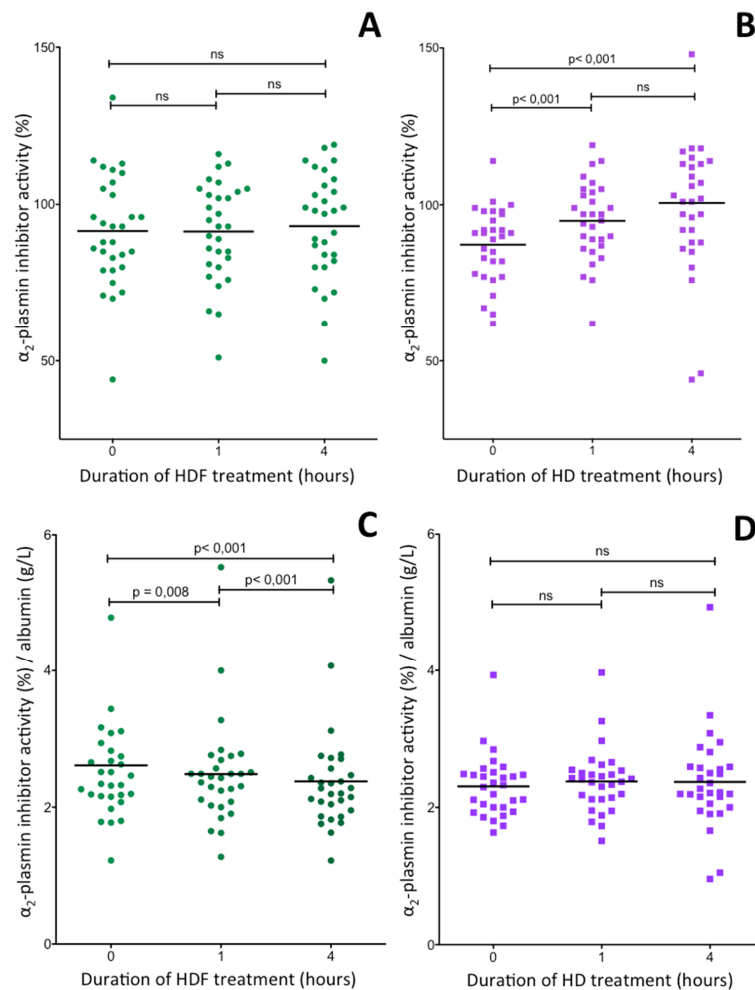 A
B
150
100
50
α2-plasmin inhibitor activity (%)
ns
ns
ns
0
1
4
Duration of HDF treatment (hours)
150
100
50
α2-plasmin inhibitor activity (%)
p< 0,001
p< 0,001
ns
0
1
4
Duration of HD treatment (hours)
C
D
6
4
2
0
α2-plasmin inhibitor activity (%) / albumin (g/L)
p< 0,001
p = 0,008
p< 0,001
0
1
4
Duration of HDF treatment (hours)
6
4
2
0
α2-plasmin inhibitor activity (%) / albumin (g/L)
ns
ns
ns
0
1
4
Duration of HD treatment (hours)